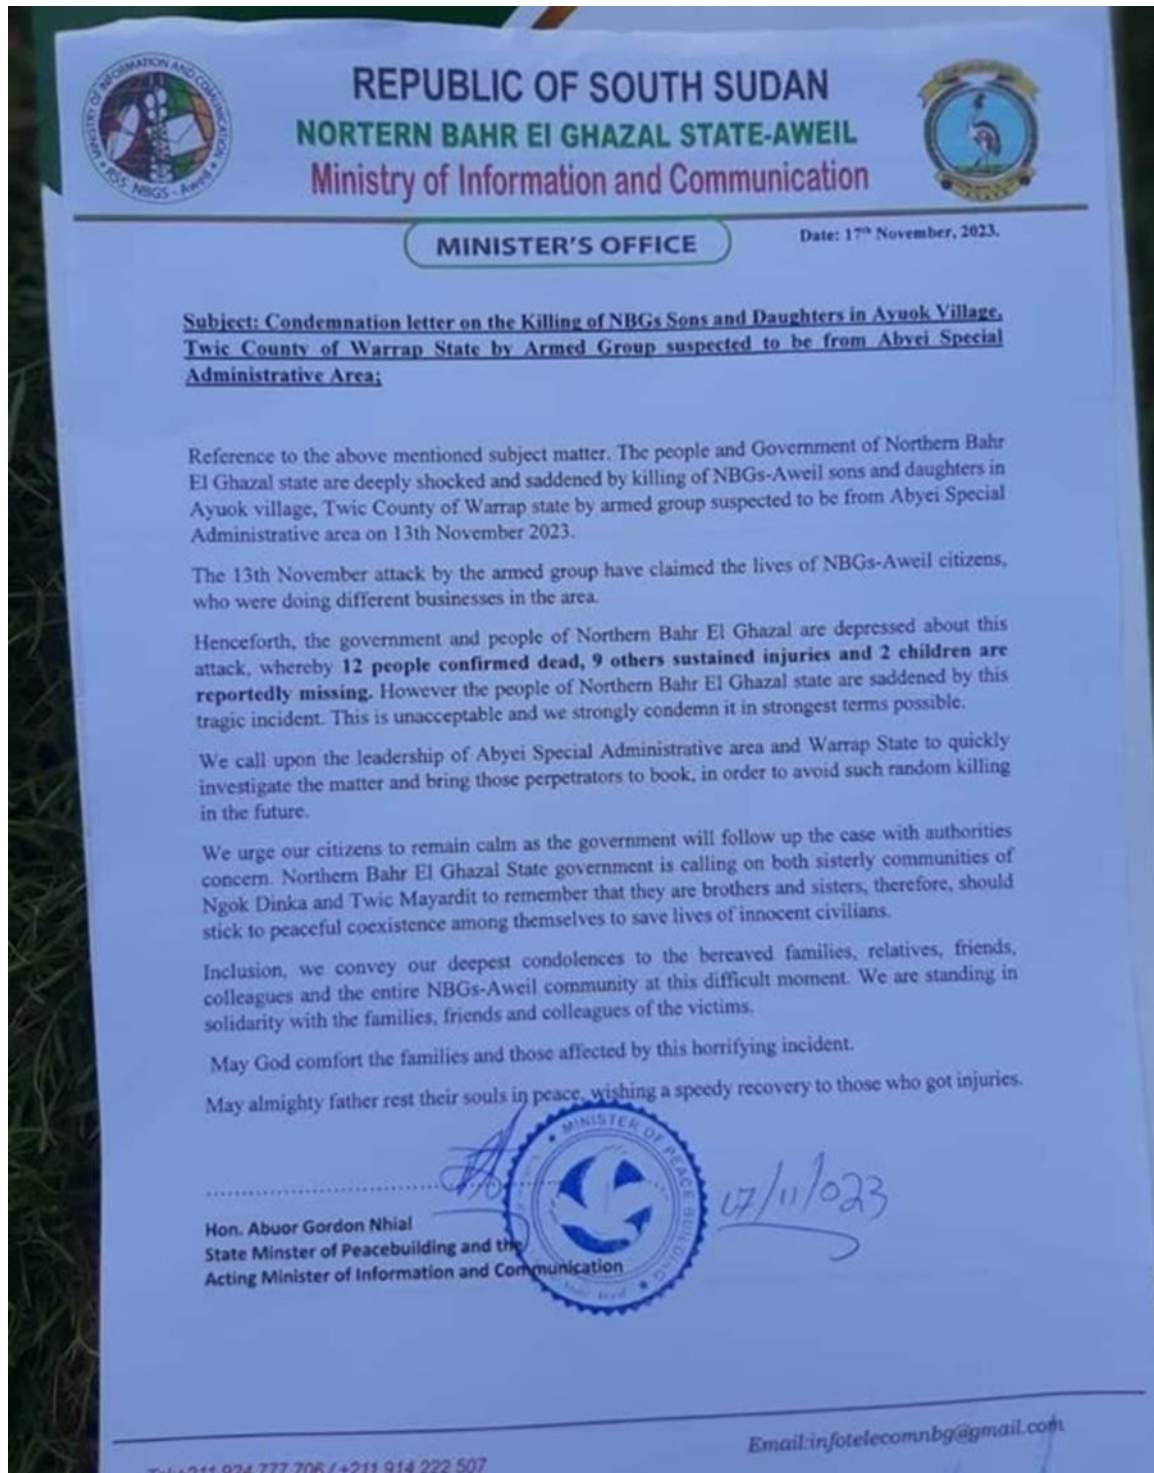 MINISTRY OF INFORMATION AND COMMUNICATION
RSS, NBGS - Aweil
REPUBLIC OF SOUTH SUDAN
NORTERN BAHR El GHAZAL STATE-AWEIL
Ministry of Information and Communication
MINISTER'S OFFICE
Date: 17th November, 2023.
Subject: Condemnation letter on the Killing of NBGs Sons and Daughters in Ayuok Village,
Twic County of Warrap State by Armed Group suspected to be from Abyei Special
Administrative Area;
Reference to the above mentioned subject matter. The people and Government of Northern Bahr
El Ghazal state are deeply shocked and saddened by killing of NBGs-Aweil sons and daughters in
Ayuok village, Twic County of Warrap state by armed group suspected to be from Abyei Special
Administrative area on 13th November 2023.
The 13th November attack by the armed group have claimed the lives of NBGs-Aweil citizens,
who were doing different businesses in the area.
Henceforth, the government and people of Northern Bahr El Ghazal are depressed about this
attack, whereby 12 people confirmed dead, 9 others sustained injuries and 2 children are
reportedly missing. However the people of Northern Bahr El Ghazal state are saddened by this
tragic incident. This is unacceptable and we strongly condemn it in strongest terms possible.
We call upon the leadership of Abyei Special Administrative area and Warrap State to quickly
investigate the matter and bring those perpetrators to book, in order to avoid such random killing
in the future.
We urge our citizens to remain calm as the government will follow up the case with authorities
concern. Northern Bahr El Ghazal State government is calling on both sisterly communities of
Ngok Dinka and Twic Mayardit to remember that they are brothers and sisters, therefore, should
stick to peaceful coexistence among themselves to save lives of innocent civilians.
Inclusion, we convey our deepest condolences to the bereaved families, relatives, friends,
colleagues and the entire NBGs-Aweil community at this difficult moment. We are standing in
solidarity with the families, friends and colleagues of the victims.
May God comfort the families and those affected by this horrifying incident.
May almighty father rest their souls in peace, wishing a speedy recovery to those who got injuries.
MINISTER OF PEACE BUILDING
17/11/023
Hon. Abuor Gordon Nhial
State Minster of Peacebuilding and the
Acting Minister of Information and Communication
Email:infotelecomnbg@gmail.com
Tel:+211 924 777 706 / +211 914 222 507